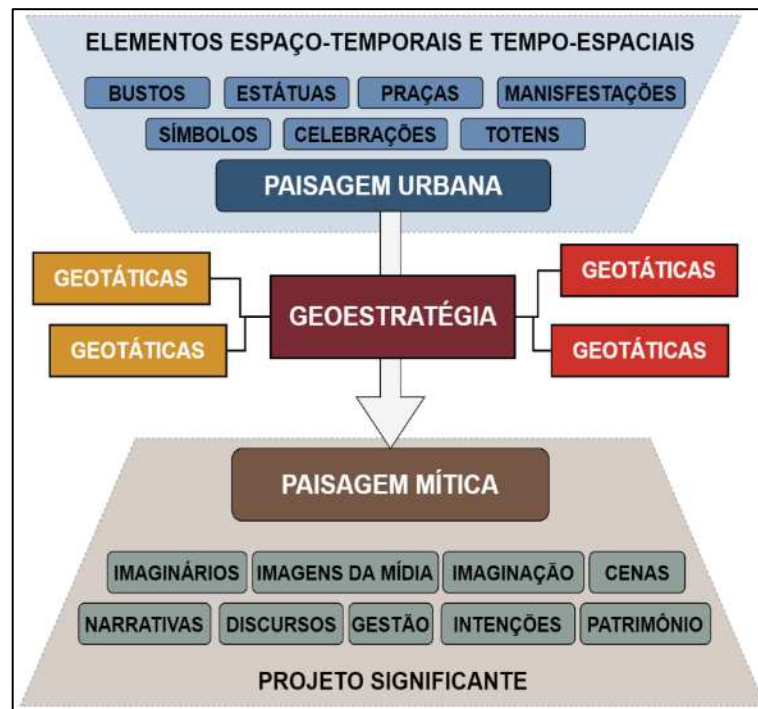 ELEMENTOS ESPAÇO-TEMPORAIS E TEMPO-ESPACIAIS
BUSTOS ESTÁTUAS PRAÇAS MANISFESTAÇÕES
SÍMBOLOS CELEBRAÇÕES TOTENS
PAISAGEM URBANA
GEOTÁTICAS GEOTÁTICAS
GEOESTRATÉGIA
GEOTÁTICAS GEOTÁTICAS
PAISAGEM MÍTICA
IMAGINÁRIOS IMAGENS DA MÍDIA IMAGINAÇÃO CENAS
NARRATIVAS DISCURSOS GESTÃO INTENÇÕES PATRIMÔNIO
PROJETO SIGNIFICANTE